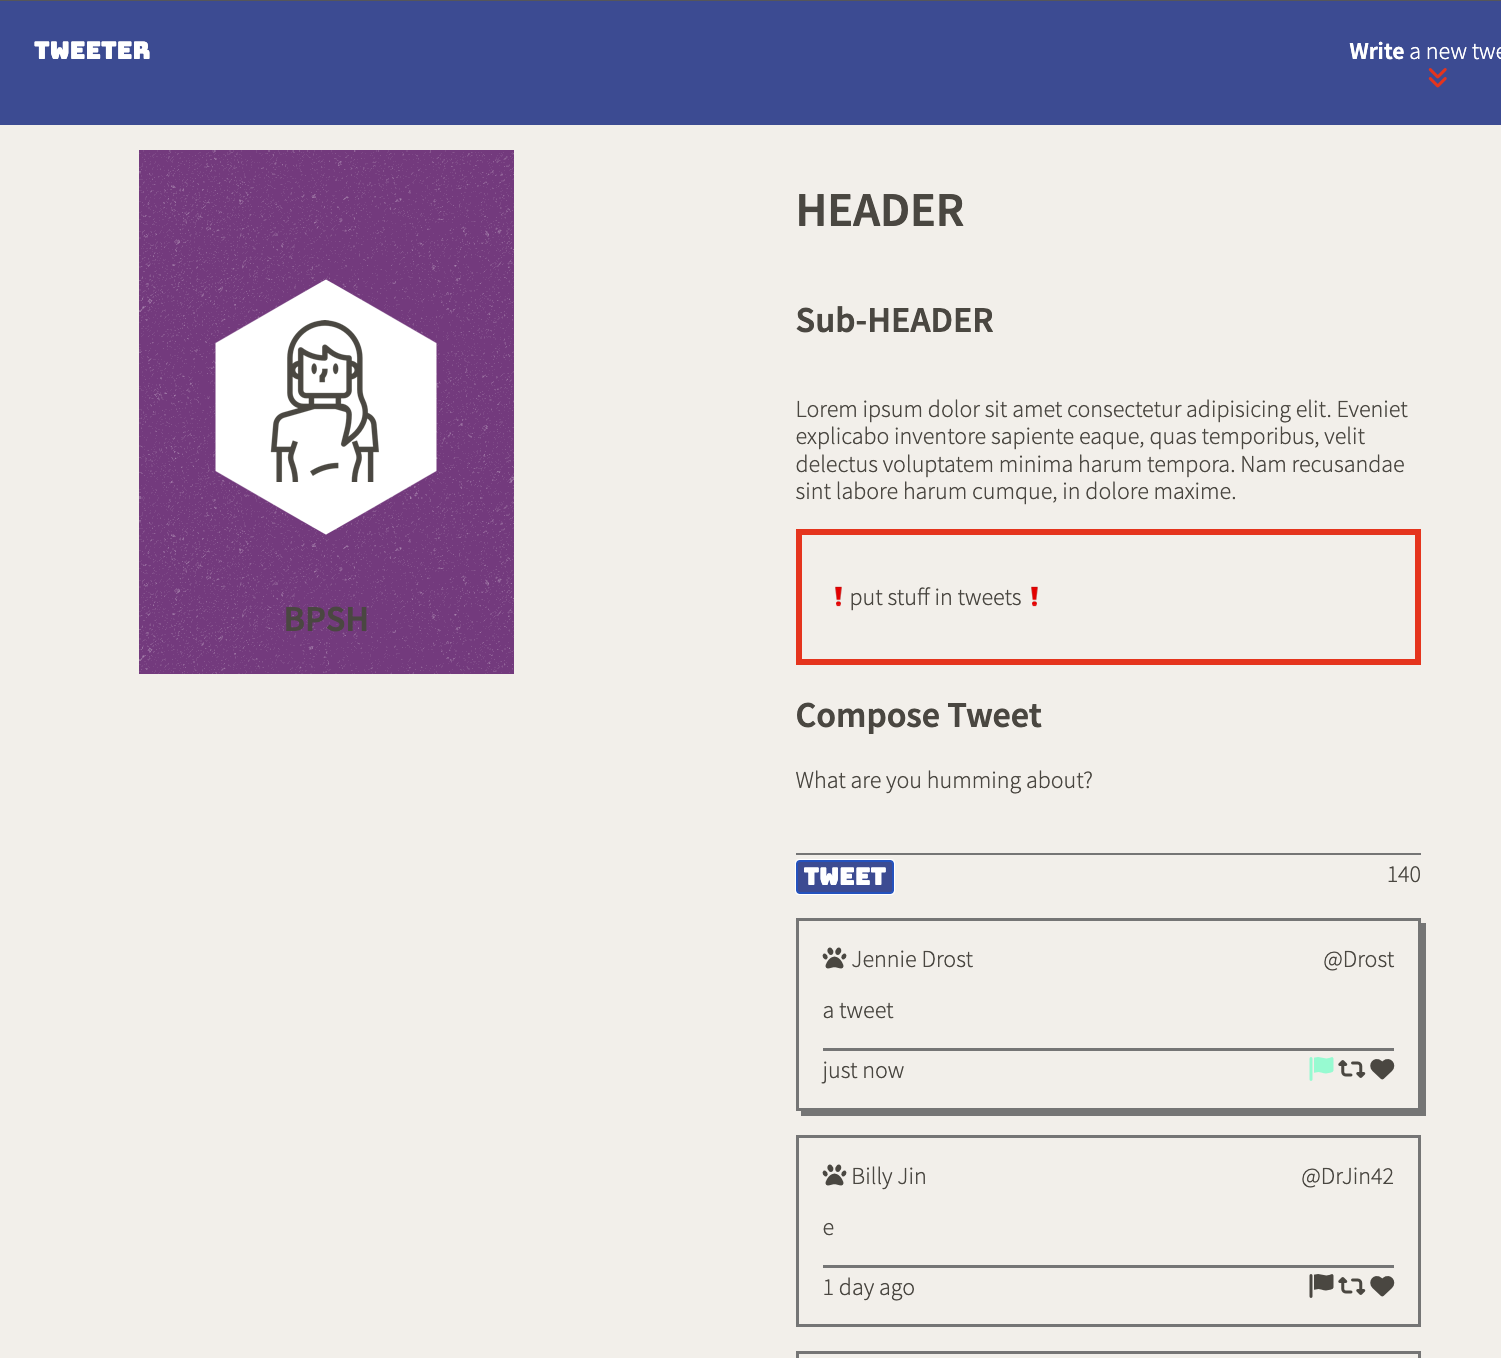 TWEETER
Write a new twe
BPSH
HEADER
Sub-HEADER
Lorem ipsum dolor sit amet consectetur adipisicing elit. Eveniet
explicabo inventore sapiente eaque, quas temporibus, velit
delectus voluptatem minima harum tempora. Nam recusandae
sint labore harum cumque, in dolore maxime.
❗ put stuff in tweets ❗
Compose Tweet
What are you humming about?
TWEET 140
Jennie Drost @Drost
a tweet
just now
Billy Jin @DrJin42
e
1 day ago